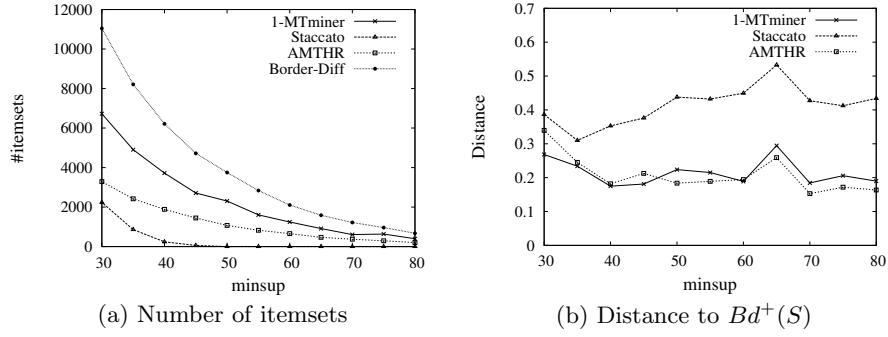 12000
10000
8000
6000
4000
2000
0
#itemsets
1-MTminer
Staccato
AMTHR
Border-Diff
30 40 50 60 70 80
minsup
(a) Number of itemsets
0.7
0.6
0.5
0.4
0.3
0.2
0.1
0
Distance
1-MTminer
Staccato
AMTHR
30 40 50 60 70 80
minsup
(b) Distance to Bd⁺(S)